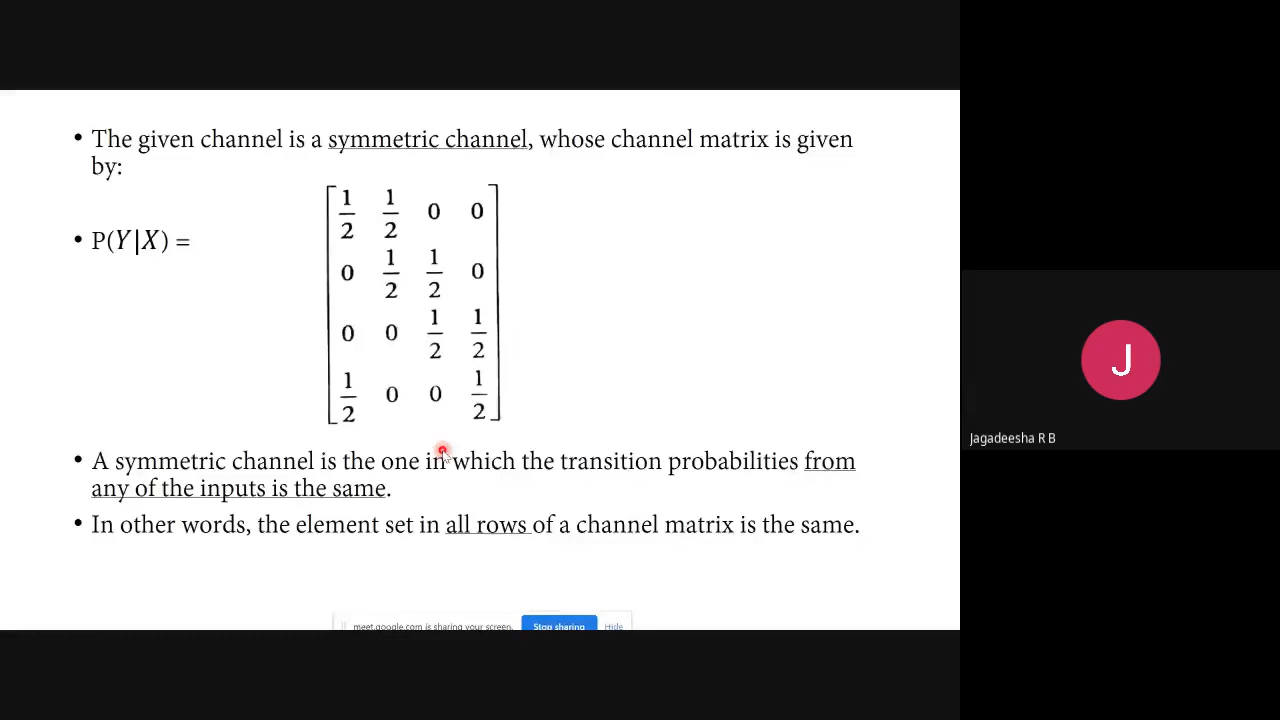 • The given channel is a symmetric channel, whose channel matrix is given
by:
• P(Y|X) =
1/2 1/2 0 0
0 1/2 1/2 0
0 0 1/2 1/2
1/2 0 0 1/2
• A symmetric channel is the one in which the transition probabilities from
any of the inputs is the same.
• In other words, the element set in all rows of a channel matrix is the same.
meet.google.com is sharing your screen. Stop sharing Hide
J
Jagadeesha R B